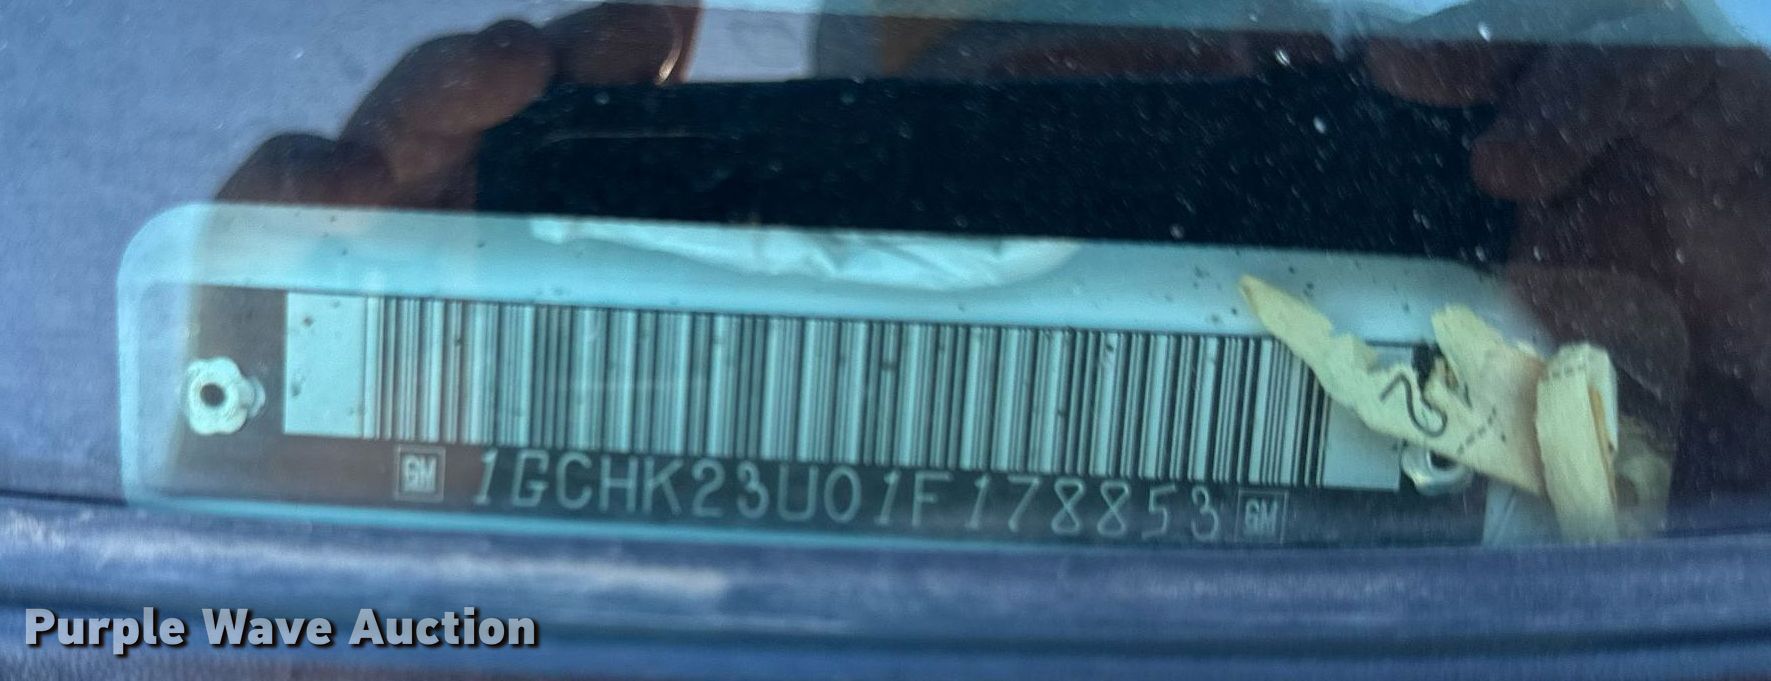 GM 1GCHK23U01F178853 GM
Purple Wave Auction